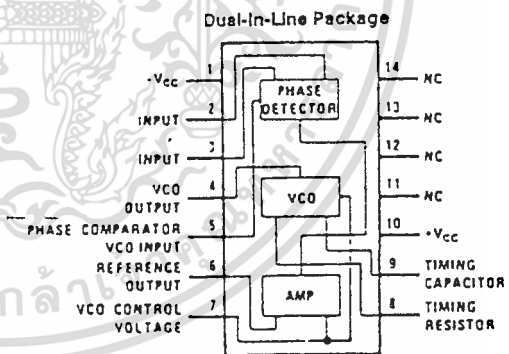 Dual-In-Line Package
1
-Vcc
2
INPUT
3
INPUT
4
VCO
OUTPUT
5
PHASE COMPARATOR
VCO INPUT
6
REFERENCE
OUTPUT
7
VCO CONTROL
VOLTAGE
PHASE
DETECTOR
VCO
AMP
14
NC
13
NC
12
NC
11
NC
10
+Vcc
9
TIMING
CAPACITOR
8
TIMING
RESISTOR